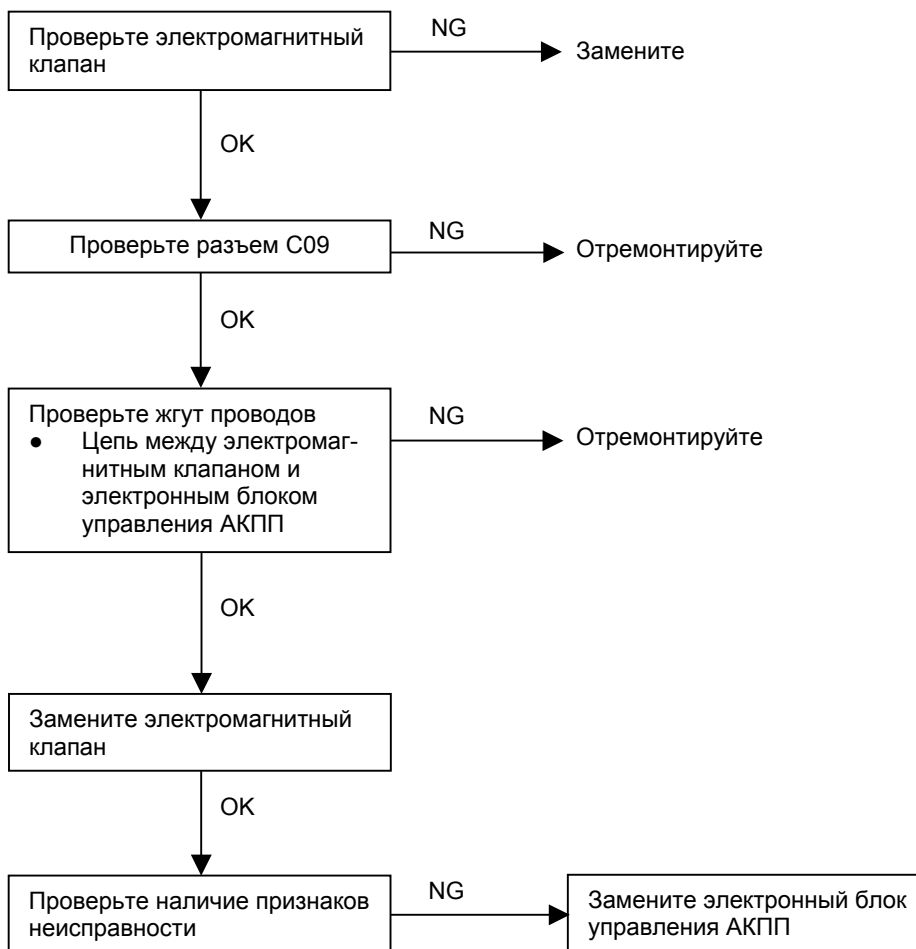 Проверьте электромагнитный
клапан
NG
Замените
OK
Проверьте разъем C09
NG
Отремонтируйте
OK
Проверьте жгут проводов
● Цепь между электромаг-
нитным клапаном и
электронным блоком
управления АКПП
NG
Отремонтируйте
OK
Замените электромагнитный
клапан
OK
Проверьте наличие признаков
неисправности
NG
Замените электронный блок
управления АКПП